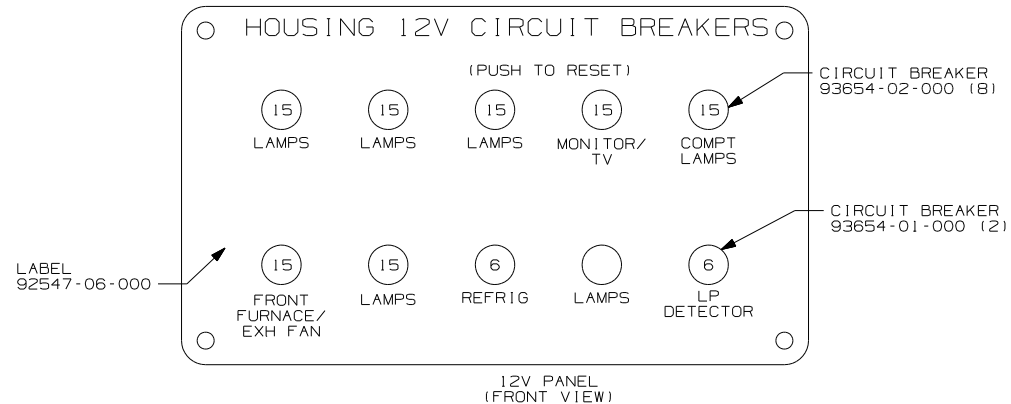 HOUSING 12V CIRCUIT BREAKERS
(PUSH TO RESET)
CIRCUIT BREAKER
93654-02-000 (8)
15 15 15 15 15
LAMPS LAMPS LAMPS MONITOR/
TV COMPT
LAMPS
CIRCUIT BREAKER
93654-01-000 (2)
LABEL
92547-06-000
15 15 6 6
FRONT
FURNACE/
EXH FAN
LAMPS REFRIG LAMPS LP
DETECTOR
12V PANEL
(FRONT VIEW)